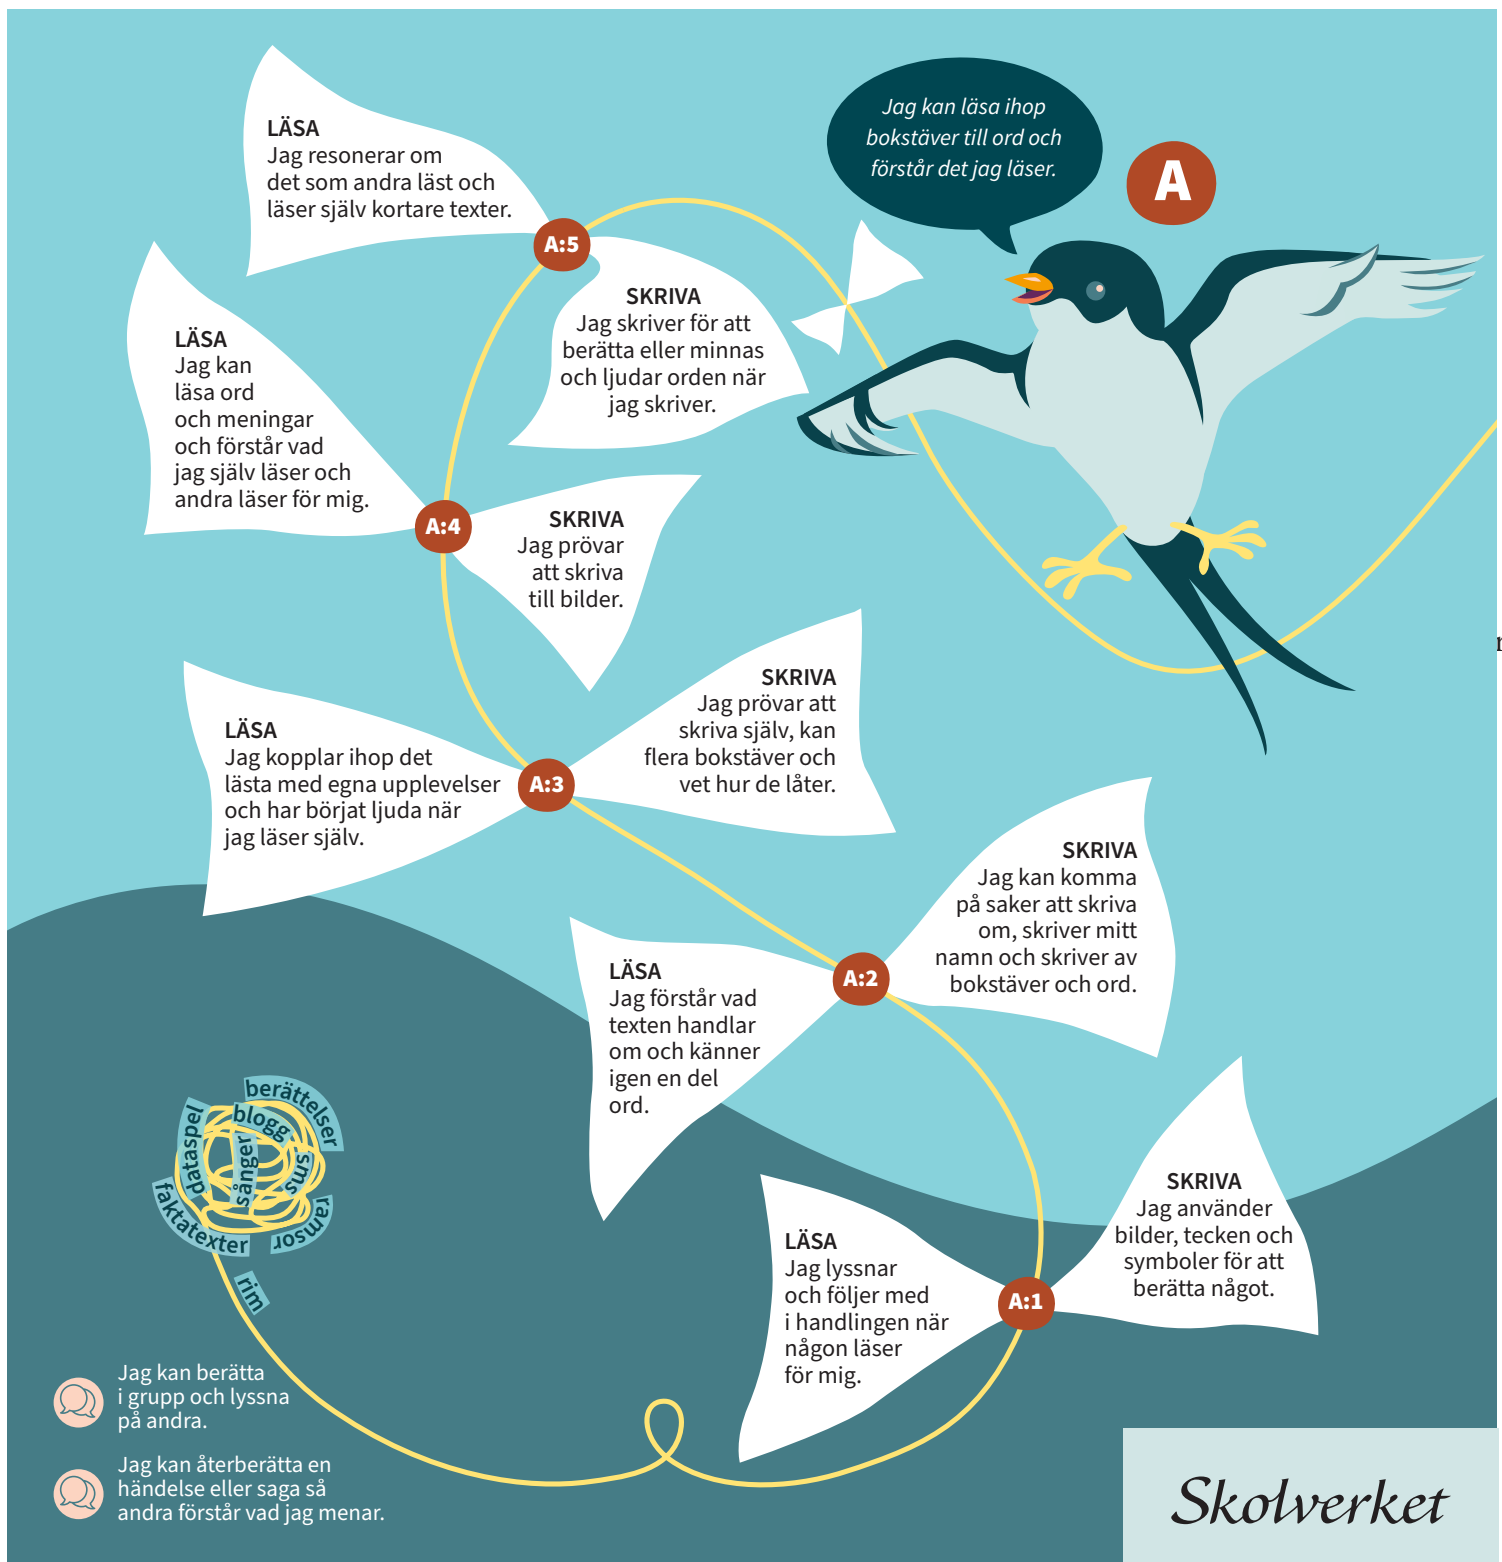 LÄSA
Jag resonerar om
det som andra läst och
läser själv kortare texter.
A:5
SKRIVA
Jag skriver för att
berätta eller minnas
och ljudar orden när
jag skriver.
Jag kan läsa ihop
bokstäver till ord och
förstår det jag läser.
A
LÄSA
Jag kan
läsa ord
och meningar
och förstår vad
jag själv läser och
andra läser för mig.
A:4
SKRIVA
Jag prövar
att skriva
till bilder.
LÄSA
Jag kopplar ihop det
lästa med egna upplevelser
och har börjat ljuda när
jag läser själv.
A:3
SKRIVA
Jag prövar att
skriva själv, kan
flera bokstäver och
vet hur de låter.
LÄSA
Jag förstår vad
texten handlar
om och känner
igen en del
ord.
A:2
SKRIVA
Jag kan komma
på saker att skriva
om, skriver mitt
namn och skriver av
bokstäver och ord.
LÄSA
Jag lyssnar
och följer med
i handlingen när
någon läser
för mig.
A:1
SKRIVA
Jag använder
bilder, tecken och
symboler för att
berätta något.
berättelser
blogg
dataspel
sånger
sms
faktatexter
ramsor
rim
Jag kan berätta
i grupp och lyssna
på andra.
Jag kan återberätta en
händelse eller saga så
andra förstår vad jag menar.
Skolverket